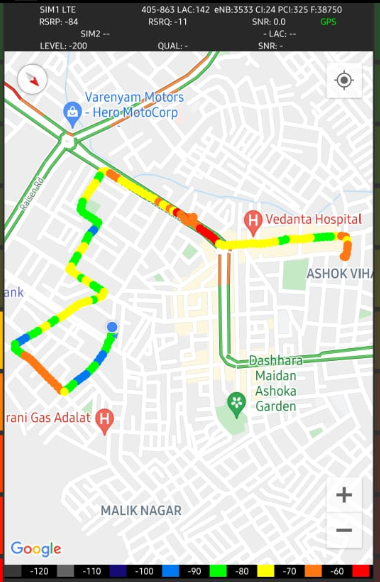 SIM1 LTE 405-863 LAC:142 eNB:3533 CI:24 PCI:325 F:38750
RSRP: -84 RSRQ: -11 SNR: 0.0 GPS
SIM2 -- - LAC: --
LEVEL: -200 QUAL: - SNR: -
Varenyam Motors
- Hero MotoCorp
Raisen Rd
Vedanta Hospital
ASHOK VIHA
ank
Dashhara
Maidan
Ashoka
Garden
rani Gas Adalat
MALIK NAGAR
+
−
Google
-120 -110 -100 -90 -80 -70 -60